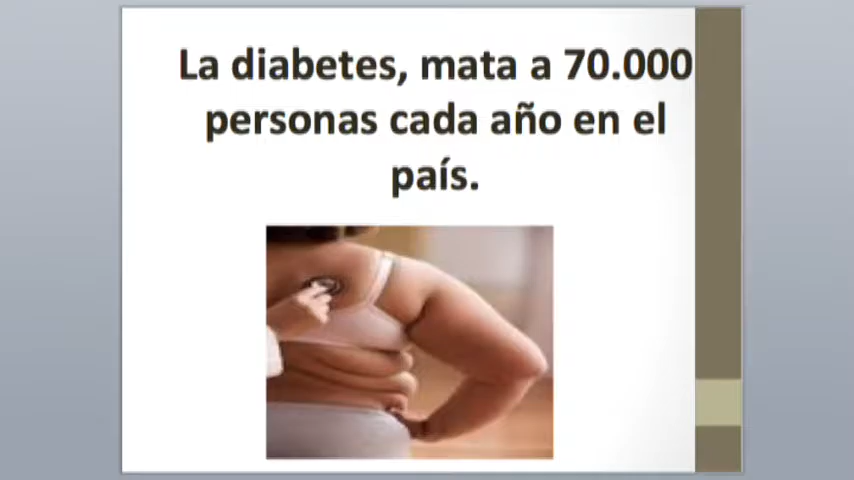 La diabetes, mata a 70.000
personas cada año en el
país.